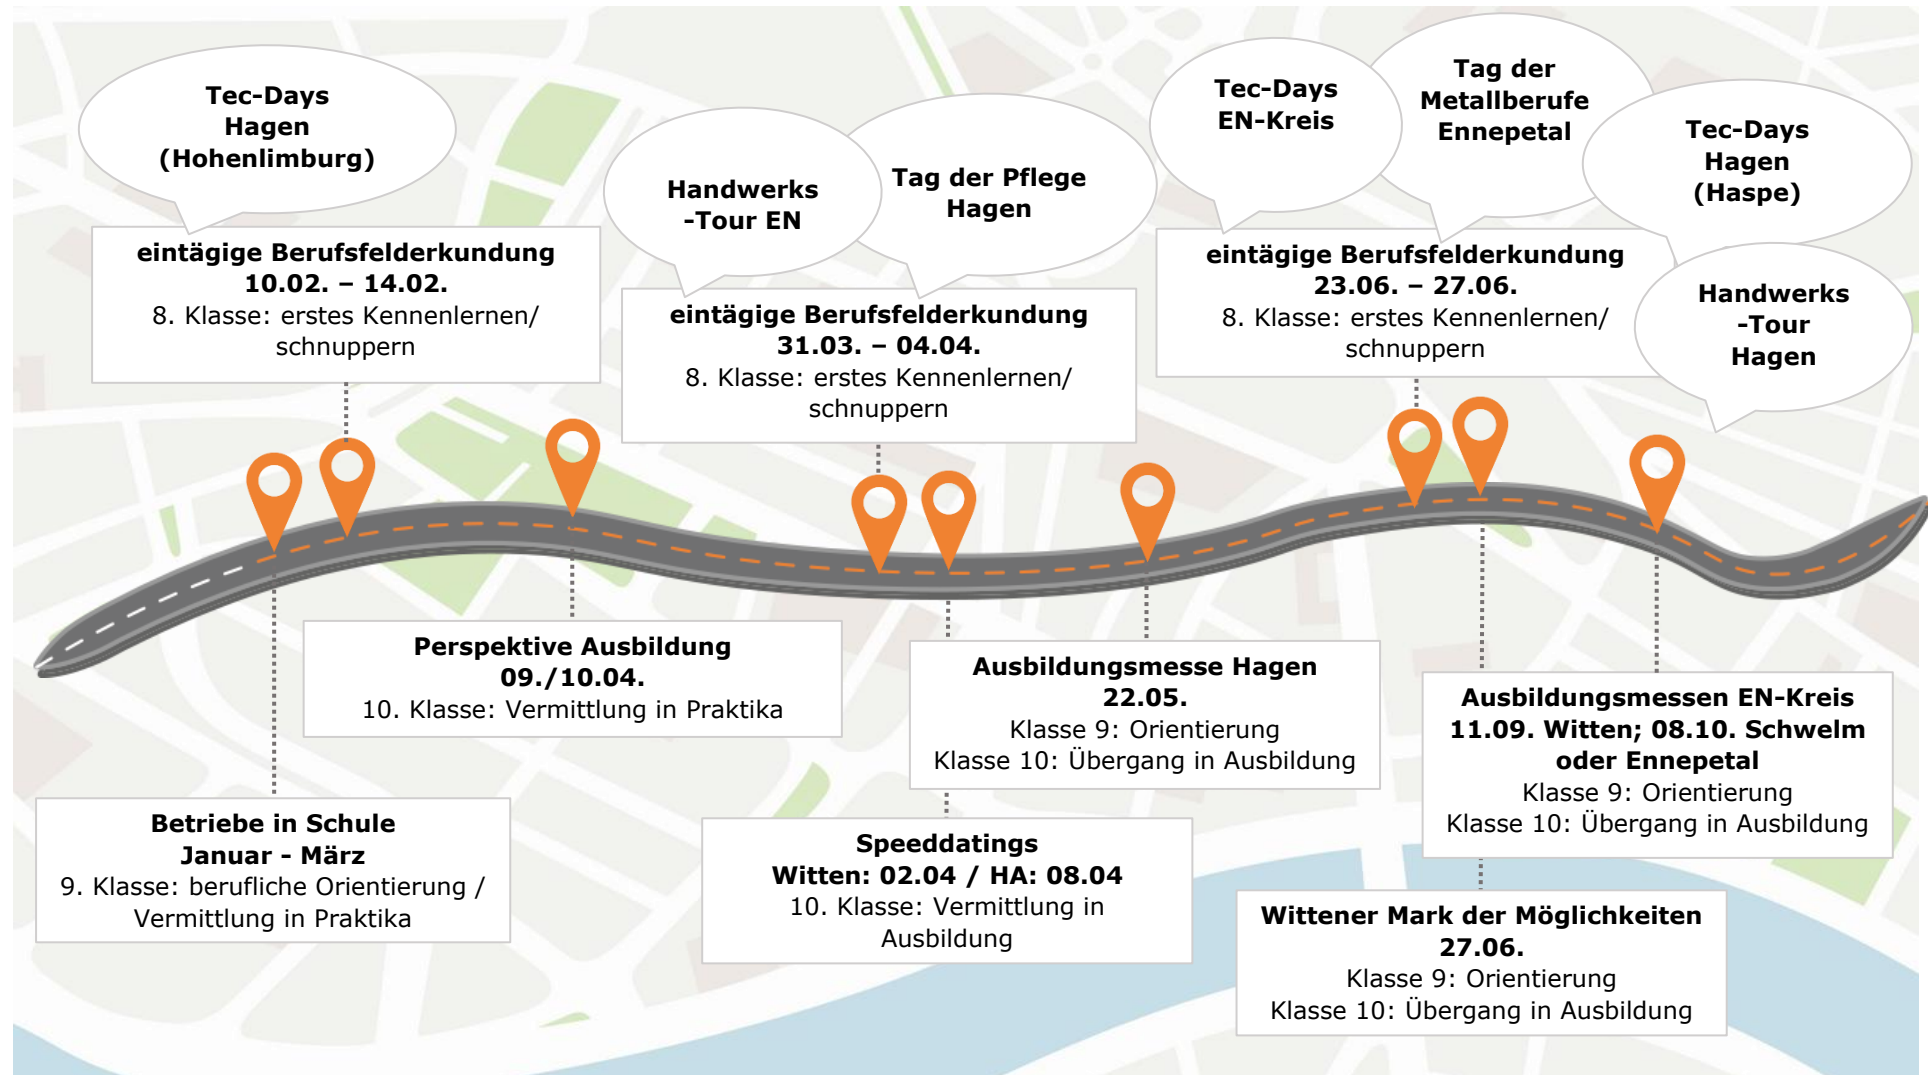 Tec-Days
Hagen
(Hohenlimburg)
eintägige Berufsfelderkundung
10.02. – 14.02.
8. Klasse: erstes Kennenlernen/
schnuppern
Handwerks
-Tour EN
Tag der Pflege
Hagen
eintägige Berufsfelderkundung
31.03. – 04.04.
8. Klasse: erstes Kennenlernen/
schnuppern
Tec-Days
EN-Kreis
Tag der
Metallberufe
Ennepetal
Tec-Days
Hagen
(Haspe)
eintägige Berufsfelderkundung
23.06. – 27.06.
8. Klasse: erstes Kennenlernen/
schnuppern
Handwerks
-Tour
Hagen
Betriebe in Schule
Januar - März
9. Klasse: berufliche Orientierung /
Vermittlung in Praktika
Perspektive Ausbildung
09./10.04.
10. Klasse: Vermittlung in Praktika
Speeddatings
Witten: 02.04 / HA: 08.04
10. Klasse: Vermittlung in
Ausbildung
Ausbildungsmesse Hagen
22.05.
Klasse 9: Orientierung
Klasse 10: Übergang in Ausbildung
Wittener Mark der Möglichkeiten
27.06.
Klasse 9: Orientierung
Klasse 10: Übergang in Ausbildung
Ausbildungsmessen EN-Kreis
11.09. Witten; 08.10. Schwelm
oder Ennepetal
Klasse 9: Orientierung
Klasse 10: Übergang in Ausbildung